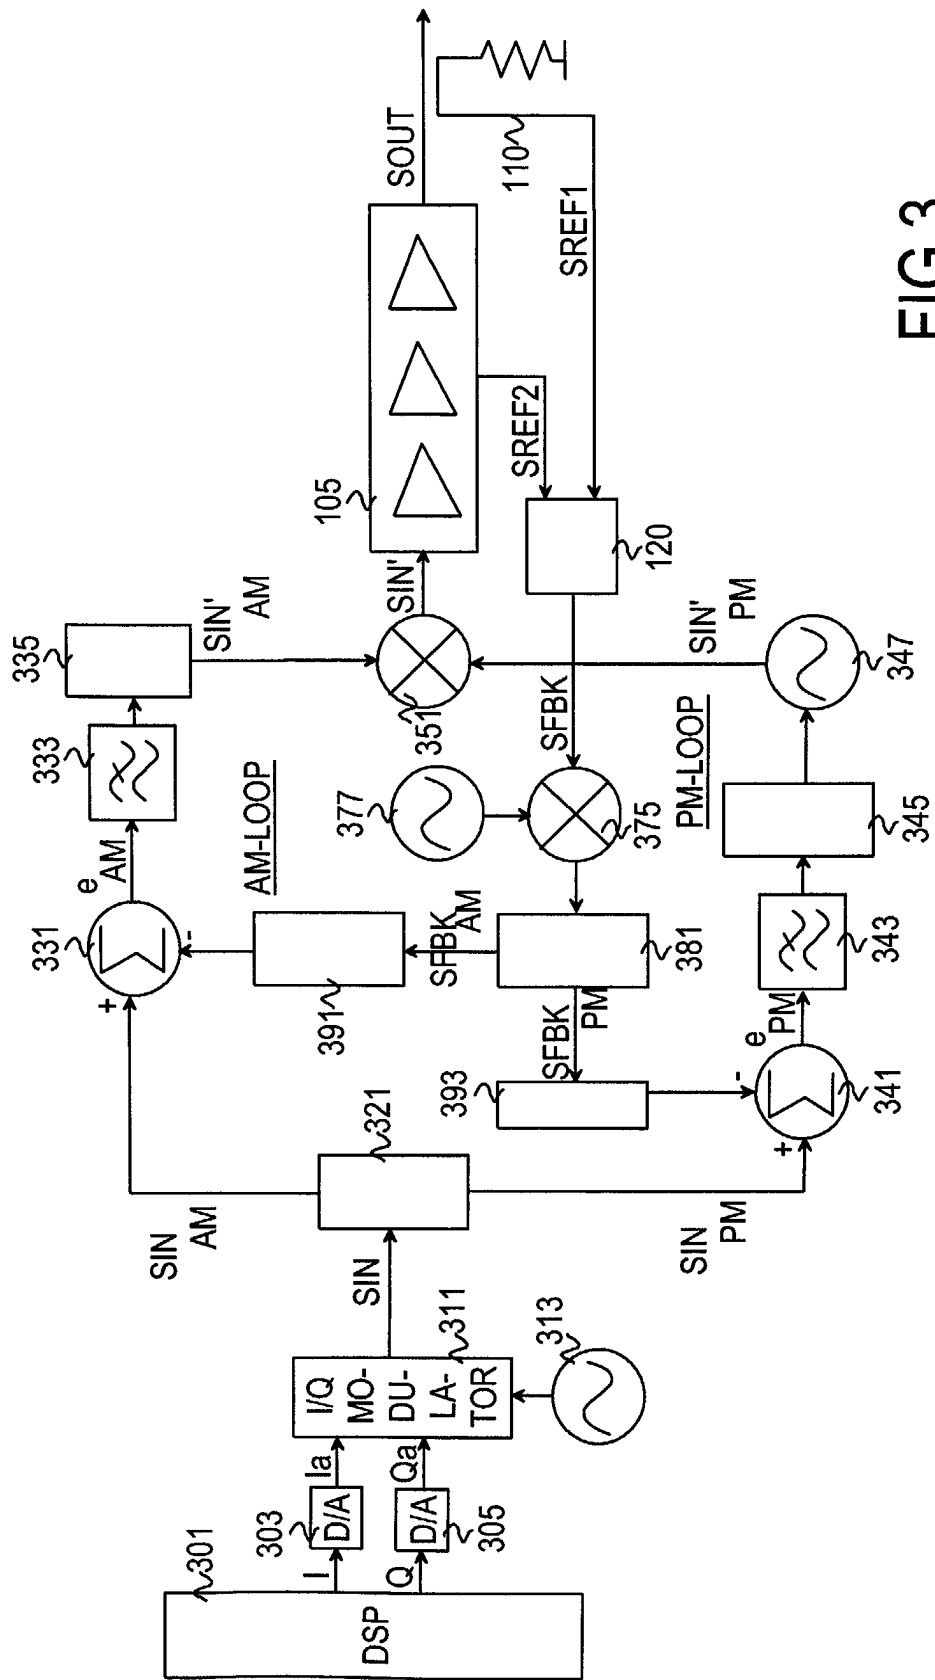 301
DSP
I
Q
303
D/A
D/A
305
Ia
Qa
I/Q
MO-
DU-
LA-
TOR
311
313
SIN
321
SIN
AM
SIN
PM
+
-
331
e
AM
333
335
SIN'
AM
AM-LOOP
391
SFBK
AM
381
SFBK
PM
393
+
-
341
e
PM
343
345
347
SIN'
PM
PM-LOOP
377
375
SFBK
351
SIN'
105
120
SREF2
SREF1
110
SOUT
FIG 3